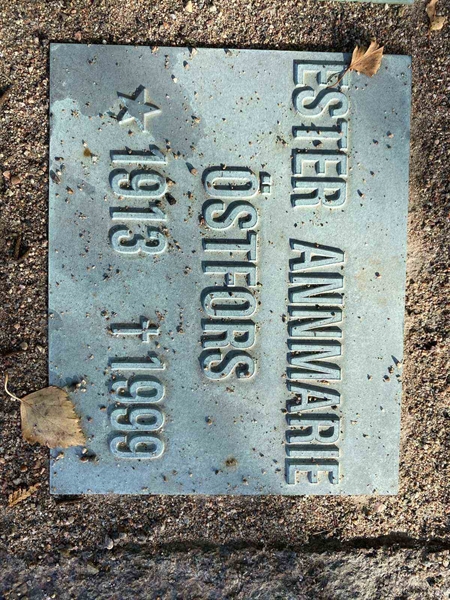 ESTER ANNMARIE
ÖSTFORS
☆ 1913 † 1999